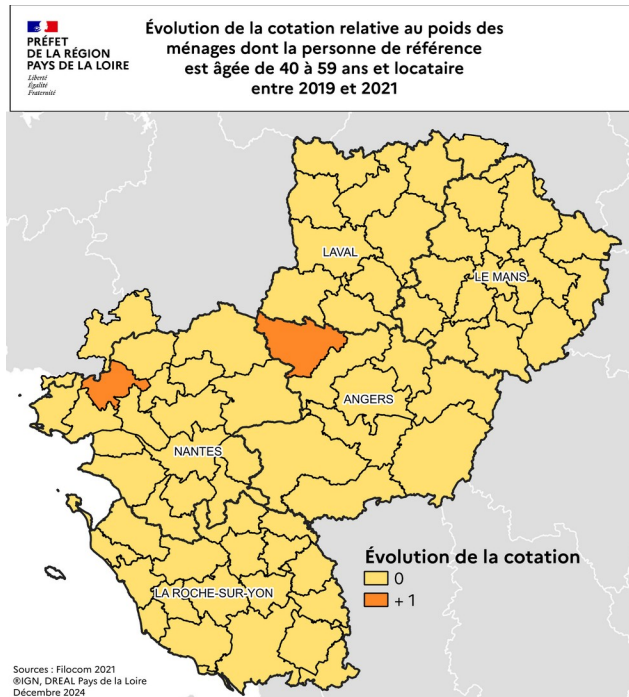 PRÉFET
DE LA RÉGION
PAYS DE LA LOIRE
Liberté
Égalité
Fraternité
Évolution de la cotation relative au poids des
ménages dont la personne de référence
est âgée de 40 à 59 ans et locataire
entre 2019 et 2021
LAVAL
LE MANS
ANGERS
NANTES
LA ROCHE-SUR-YON
Évolution de la cotation
0
+ 1
Sources : Filocom 2021
®IGN, DREAL Pays de la Loire
Décembre 2024